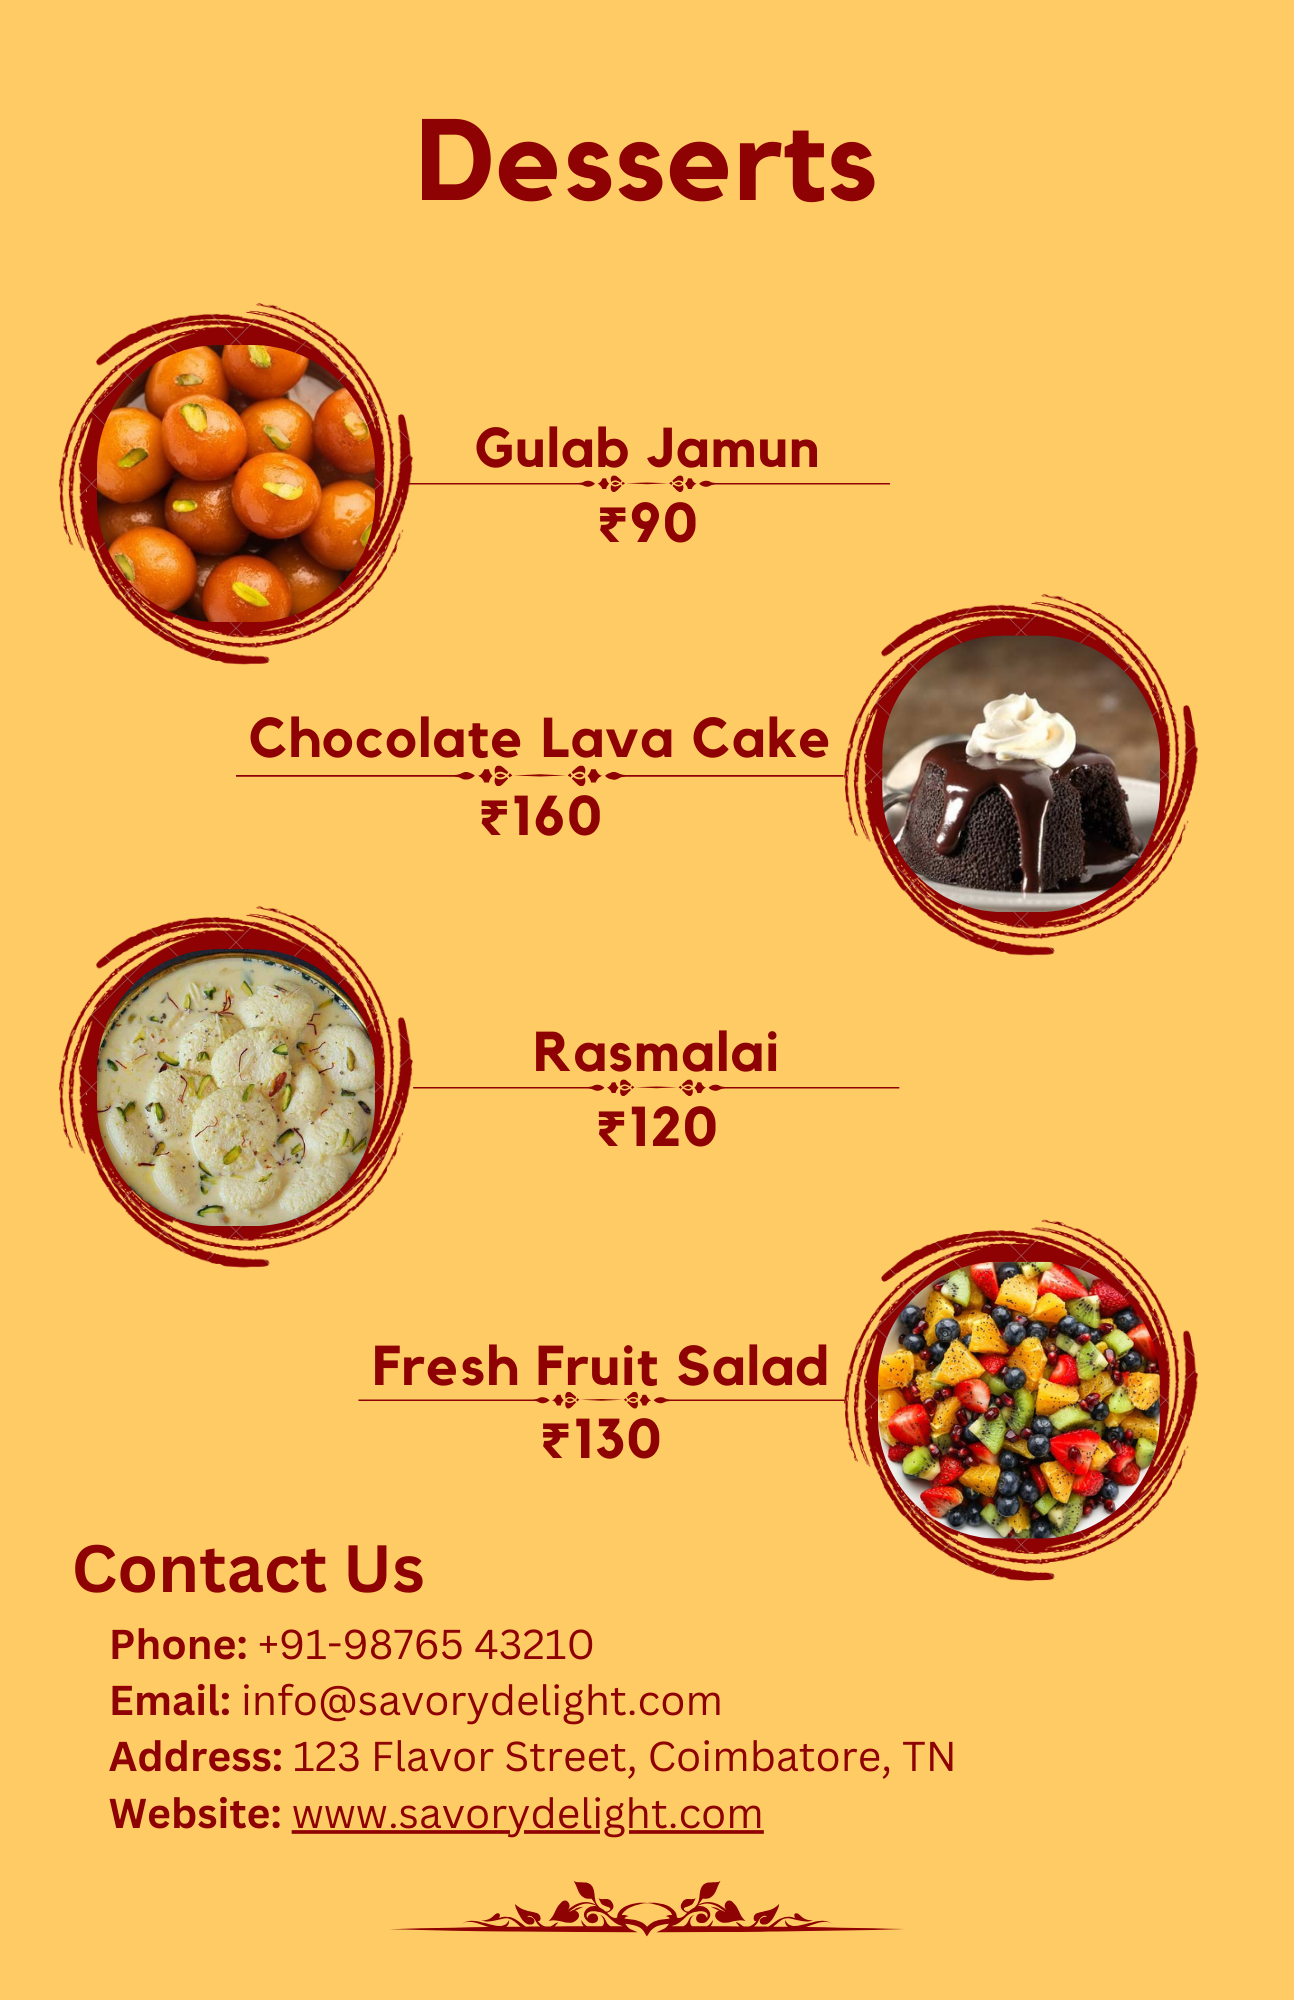 Desserts
Gulab Jamun
₹90
Chocolate Lava Cake
₹160
Rasmalai
₹120
Fresh Fruit Salad
₹130
Contact Us
Phone: +91-98765 43210
Email: info@savorydelight.com
Address: 123 Flavor Street, Coimbatore, TN
Website: www.savorydelight.com